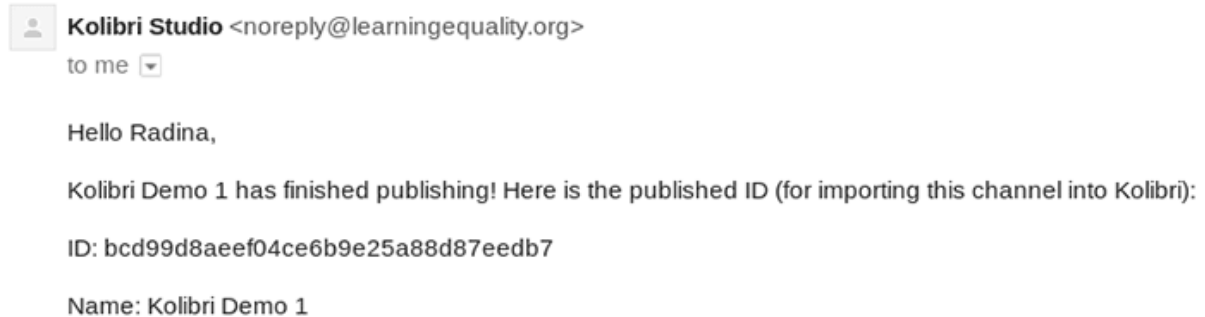 Kolibri Studio <noreply@learningequality.org>
to me
Hello Radina,
Kolibri Demo 1 has finished publishing! Here is the published ID (for importing this channel into Kolibri):
ID: bcd99d8aeef04ce6b9e25a88d87eedb7
Name: Kolibri Demo 1